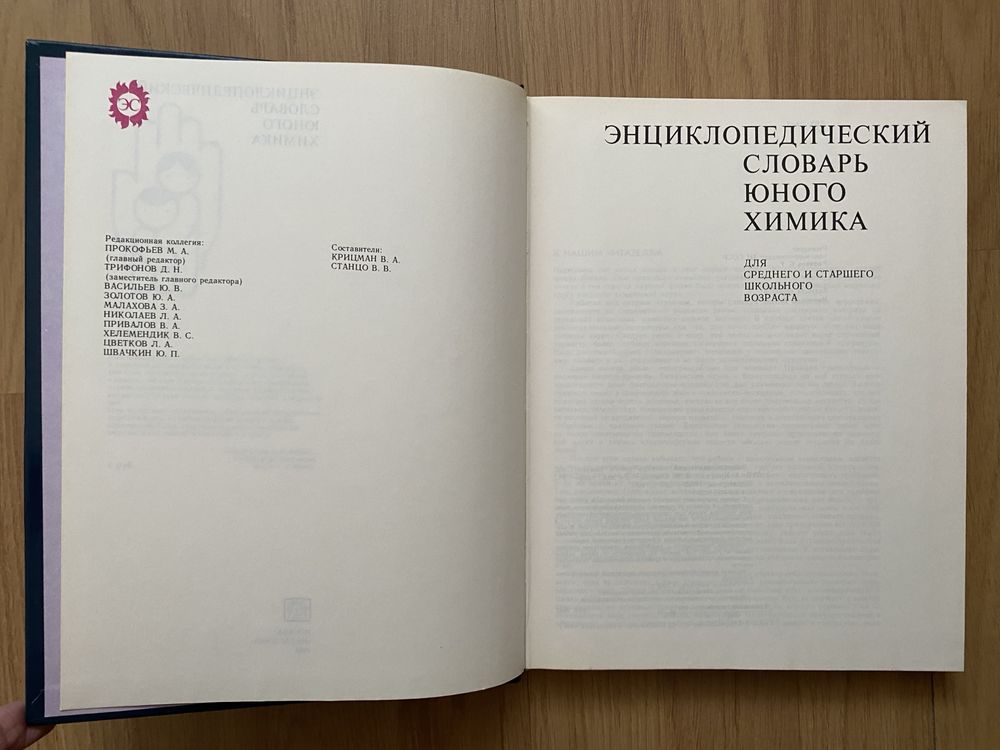 ЭС
Редакционная коллегия:
ПРОКОФЬЕВ М. А.
(главный редактор)
ТРИФОНОВ Д. Н.
(заместитель главного редактора)
ВАСИЛЬЕВ Ю. В.
ЗОЛОТОВ Ю. А.
МАЛАХОВА З. А.
НИКОЛАЕВ Л. А.
ПРИВАЛОВ В. А.
ХЕЛЕМЕНДИК В. С.
ЦВЕТКОВ Л. А.
ШВАЧКИН Ю. П.
Составители:
КРИЦМАН В. А.
СТАНЦО В. В.
ЭНЦИКЛОПЕДИЧЕСКИЙ
СЛОВАРЬ
ЮНОГО
ХИМИКА
ДЛЯ
СРЕДНЕГО И СТАРШЕГО
ШКОЛЬНОГО
ВОЗРАСТА